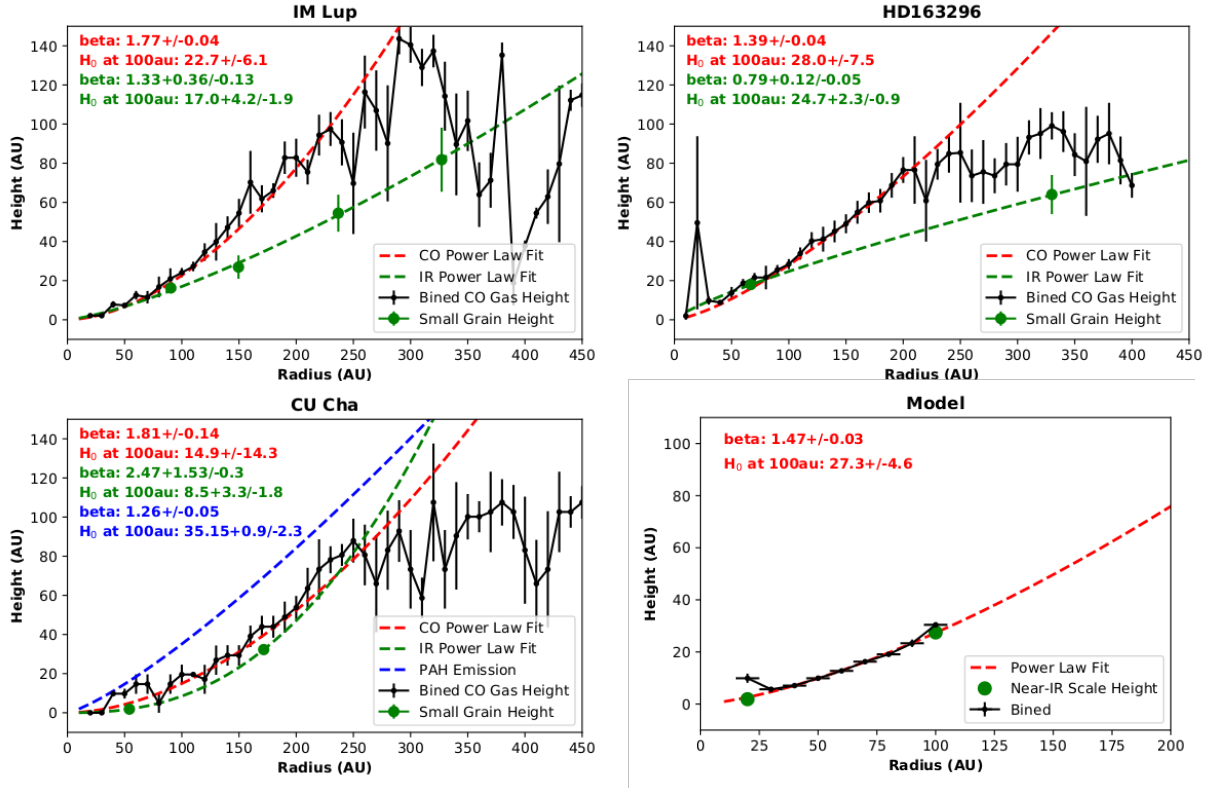 IM Lup
beta: 1.77+/-0.04
H₀ at 100au: 22.7+/-6.1
beta: 1.33+0.36/-0.13
H₀ at 100au: 17.0+4.2/-1.9
140
120
100
80
60
40
20
0
Height (AU)
CO Power Law Fit
IR Power Law Fit
Bined CO Gas Height
Small Grain Height
0 50 100 150 200 250 300 350 400 450
Radius (AU)
HD163296
beta: 1.39+/-0.04
H₀ at 100au: 28.0+/-7.5
beta: 0.79+0.12/-0.05
H₀ at 100au: 24.7+2.3/-0.9
140
120
100
80
60
40
20
0
Height (AU)
CO Power Law Fit
IR Power Law Fit
Bined CO Gas Height
Small Grain Height
0 50 100 150 200 250 300 350 400 450
Radius (AU)
CU Cha
beta: 1.81+/-0.14
H₀ at 100au: 14.9+/-14.3
beta: 2.47+1.53/-0.3
H₀ at 100au: 8.5+3.3/-1.8
beta: 1.26+/-0.05
H₀ at 100au: 35.15+0.9/-2.3
140
120
100
80
60
40
20
0
Height (AU)
CO Power Law Fit
IR Power Law Fit
PAH Emission
Bined CO Gas Height
Small Grain Height
0 50 100 150 200 250 300 350 400 450
Radius (AU)
Model
beta: 1.47+/-0.03
H₀ at 100au: 27.3+/-4.6
100
80
60
40
20
0
Height (AU)
Power Law Fit
Near-IR Scale Height
Bined
0 25 50 75 100 125 150 175 200
Radius (AU)